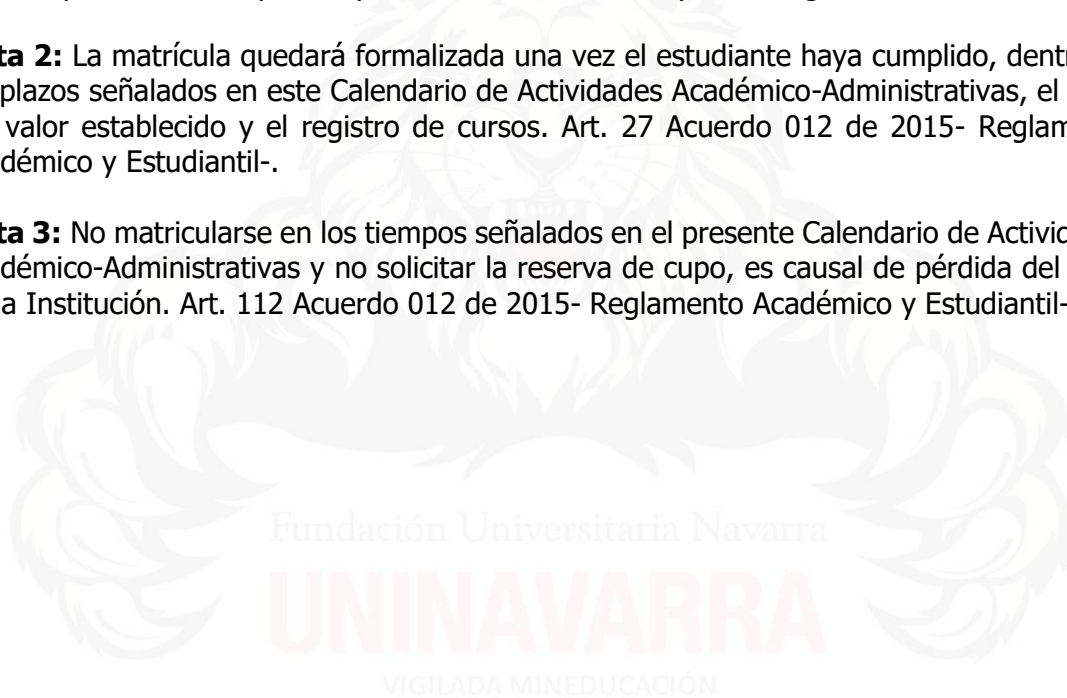 ta 2: La matrícula quedará formalizada una vez el estudiante haya cumplido, dent
plazos señalados en este Calendario de Actividades Académico-Administrativas, el
valor establecido y el registro de cursos. Art. 27 Acuerdo 012 de 2015- Reglam
démico y Estudiantil-.
ta 3: No matricularse en los tiempos señalados en el presente Calendario de Activid
démico-Administrativas y no solicitar la reserva de cupo, es causal de pérdida del
a Institución. Art. 112 Acuerdo 012 de 2015- Reglamento Académico y Estudiantil-
Fundación Universitaria Navarra
UNINAVARRA
VIGILADA MINEDUCACIÓN